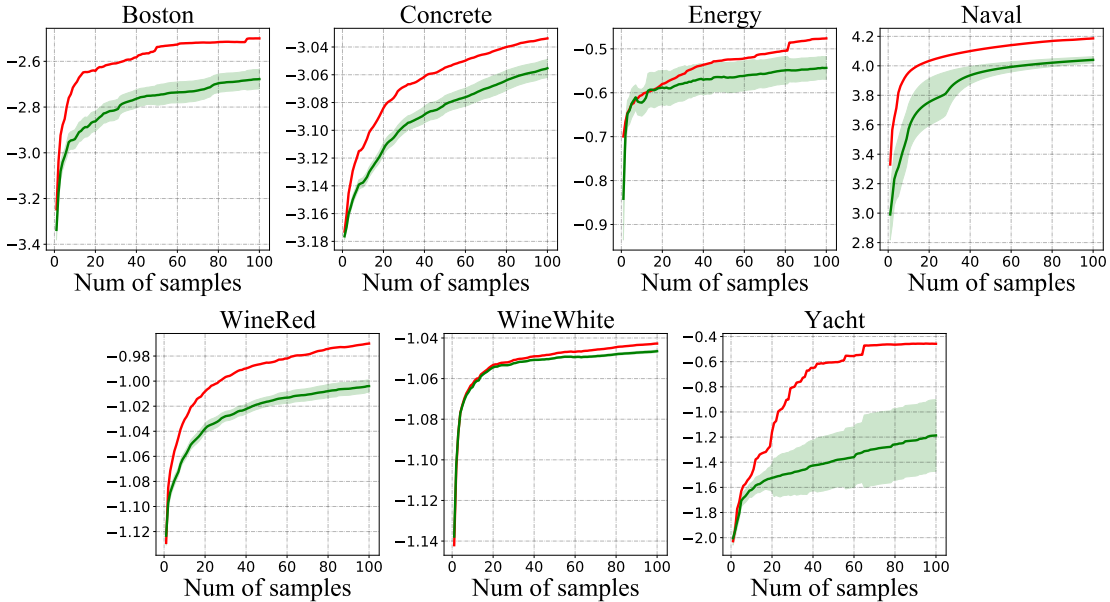 Boston
Concrete
Energy
Naval
−2.6
−2.8
−3.0
−3.2
−3.4
0 20 40 60 80 100
Num of samples
−3.04
−3.06
−3.08
−3.10
−3.12
−3.14
−3.16
−3.18
0 20 40 60 80 100
Num of samples
−0.5
−0.6
−0.7
−0.8
−0.9
0 20 40 60 80 100
Num of samples
4.2
4.0
3.8
3.6
3.4
3.2
3.0
2.8
0 20 40 60 80 100
Num of samples
WineRed
WineWhite
Yacht
−0.98
−1.00
−1.02
−1.04
−1.06
−1.08
−1.10
−1.12
0 20 40 60 80 100
Num of samples
−1.04
−1.06
−1.08
−1.10
−1.12
−1.14
0 20 40 60 80 100
Num of samples
−0.4
−0.6
−0.8
−1.0
−1.2
−1.4
−1.6
−1.8
−2.0
0 20 40 60 80 100
Num of samples